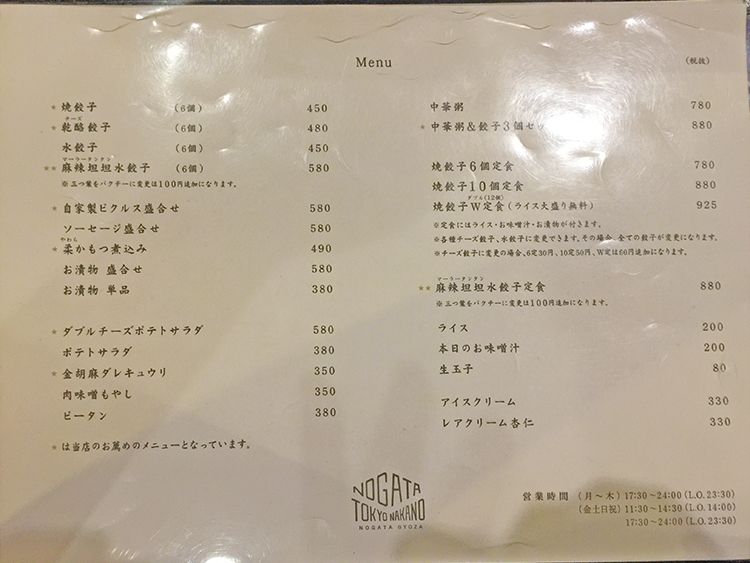 Menu
(税抜)
★ 焼餃子 (6個) 450
チーズ
★ 乾酪餃子 (6個) 480
水餃子 (6個) 450
マーラータンタン
★★ 麻辣坦坦水餃子 (6個) 580
※三つ葉をパクチーに変更は100円追加になります。
★ 自家製ピクルス盛合せ 580
ソーセージ盛合せ 580
やわら
★ 柔かもつ煮込み 490
お漬物 盛合せ 580
お漬物 単品 380
★ ダブルチーズポテトサラダ 580
ポテトサラダ 380
★ 金胡麻ダレキュウリ 350
肉味噌もやし 350
ピータン 380
★は当店のお薦めのメニューとなっています。
中華粥 780
★ 中華粥&餃子3個セット 880
焼餃子6個定食 780
焼餃子10個定食 880
ダブル(12個)
焼餃子W定食(ライス大盛り無料) 925
※定食にはライス・お味噌汁・お漬物が付きます。
※各種チーズ餃子、水餃子に変更できます。その場合、全ての餃子が変更になります。
※チーズ餃子に変更の場合、6定30円、10定50円、W定は60円追加になります。
マーラータンタン
★★ 麻辣坦坦水餃子定食 880
※三つ葉をパクチーに変更は100円追加になります。
ライス 200
本日のお味噌汁 200
生玉子 80
アイスクリーム 330
レアクリーム杏仁 330
NOGATA
TOKYO NAKANO
NOGATA GYOZA
営業時間 (月〜木) 17:30〜24:00 (L.O. 23:30)
(金土日祝) 11:30〜14:30 (L.O. 14:00)
17:30〜24:00 (L.O. 23:30)